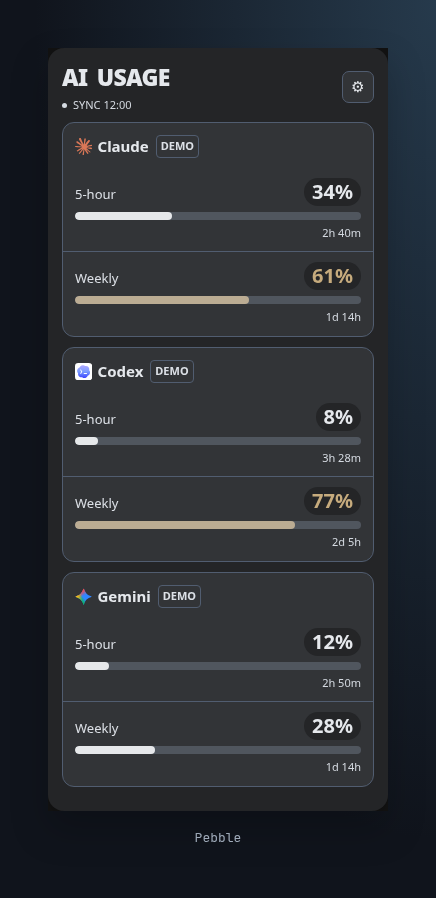 AI USAGE
SYNC 12:00
⚙
Claude DEMO
5-hour 34%
2h 40m
Weekly 61%
1d 14h
Codex DEMO
5-hour 8%
3h 28m
Weekly 77%
2d 5h
Gemini DEMO
5-hour 12%
2h 50m
Weekly 28%
1d 14h
Pebble